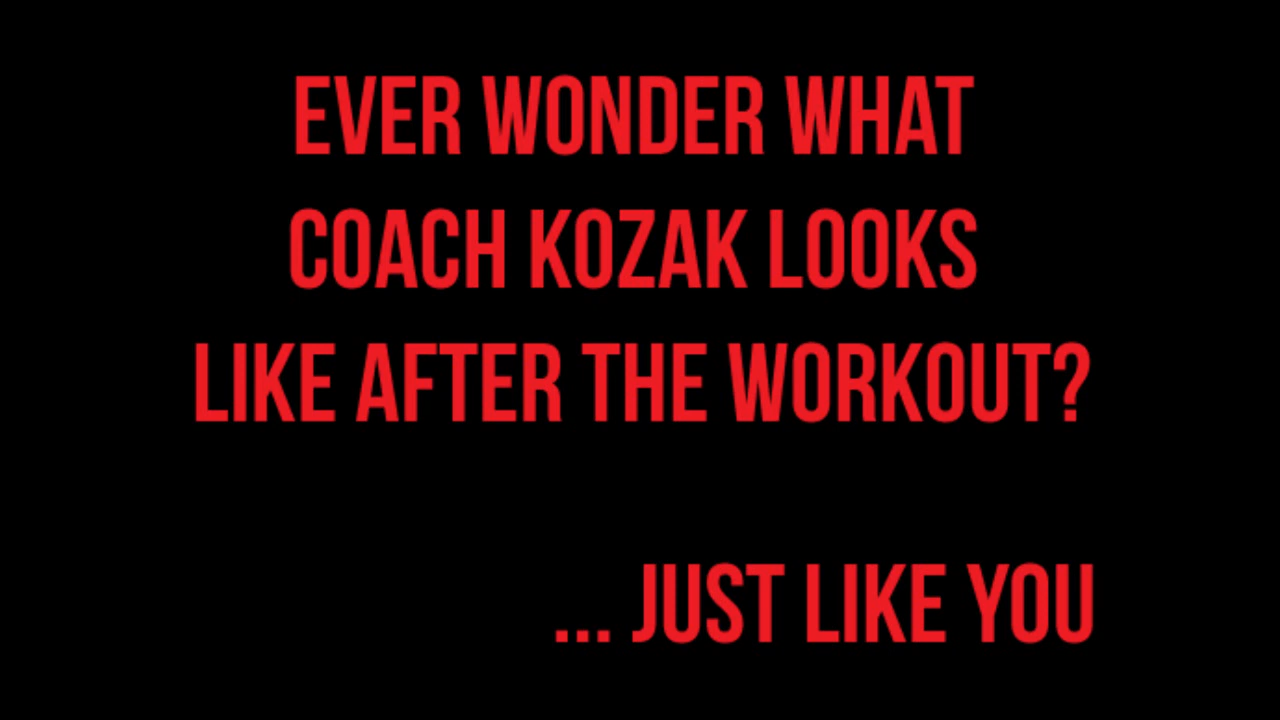 EVER WONDER WHAT
COACH KOZAK LOOKS
LIKE AFTER THE WORKOUT?
... JUST LIKE YOU